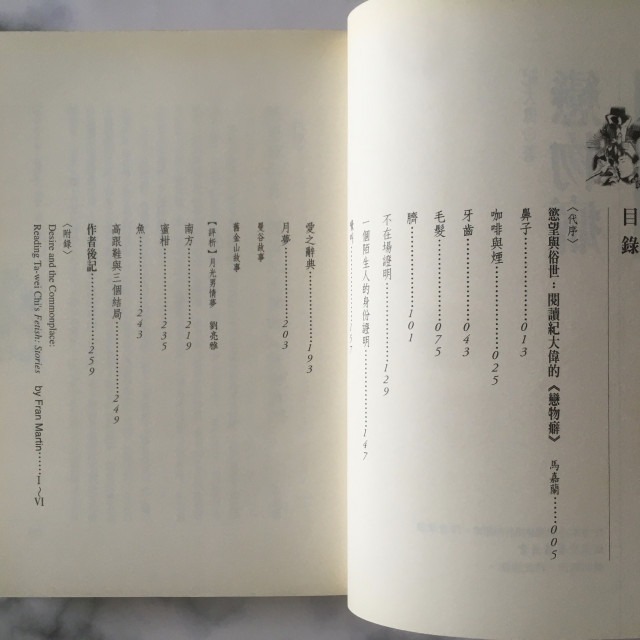 目錄
〈代序〉
慾望與俗世：閱讀紀大偉的《戀物癖》 馬嘉蘭……005
鼻子……013
咖啡與煙……025
牙齒……043
毛髮……075
臍……101
不在場證明……129
一個陌生人的身份證明……147
愛之辭典……193
月夢……203
曼谷故事
舊金山故事
【評析】月光男情夢 劉亮雅
南方……219
蜜柑……235
焦……243
高跟鞋與三個結局……249
作者後記……259
〈附錄〉
Desire and the Commonplace:
Reading Ta-wei Chi's Fetish: Stories by Fran Martin……I～VI